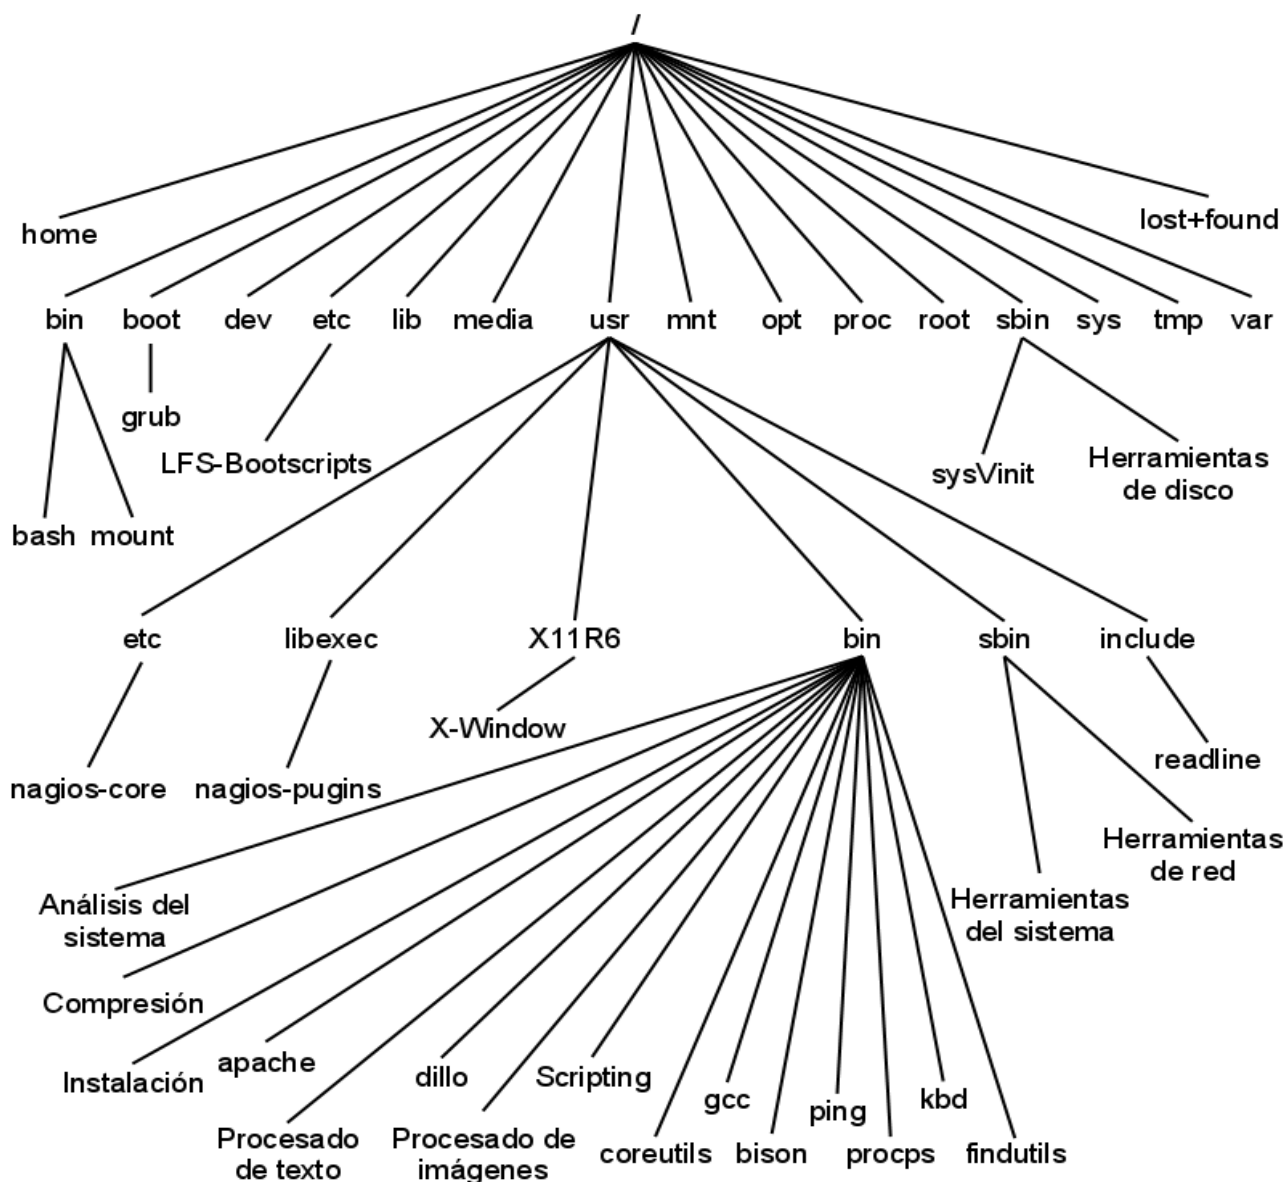 /
home
lost+found
bin boot dev etc lib media usr mnt opt proc root sbin sys tmp var
grub
LFS-Bootscripts
sysVinit
Herramientas
de disco
bash mount
etc libexec X11R6 bin sbin include
X-Window
readline
nagios-core nagios-pugins
Herramientas
de red
Análisis del
sistema
Herramientas
del sistema
Compresión
Instalación
apache
dillo
Scripting
gcc
ping
kbd
Procesado
de texto
Procesado de
imágenes
coreutils bison procps findutils